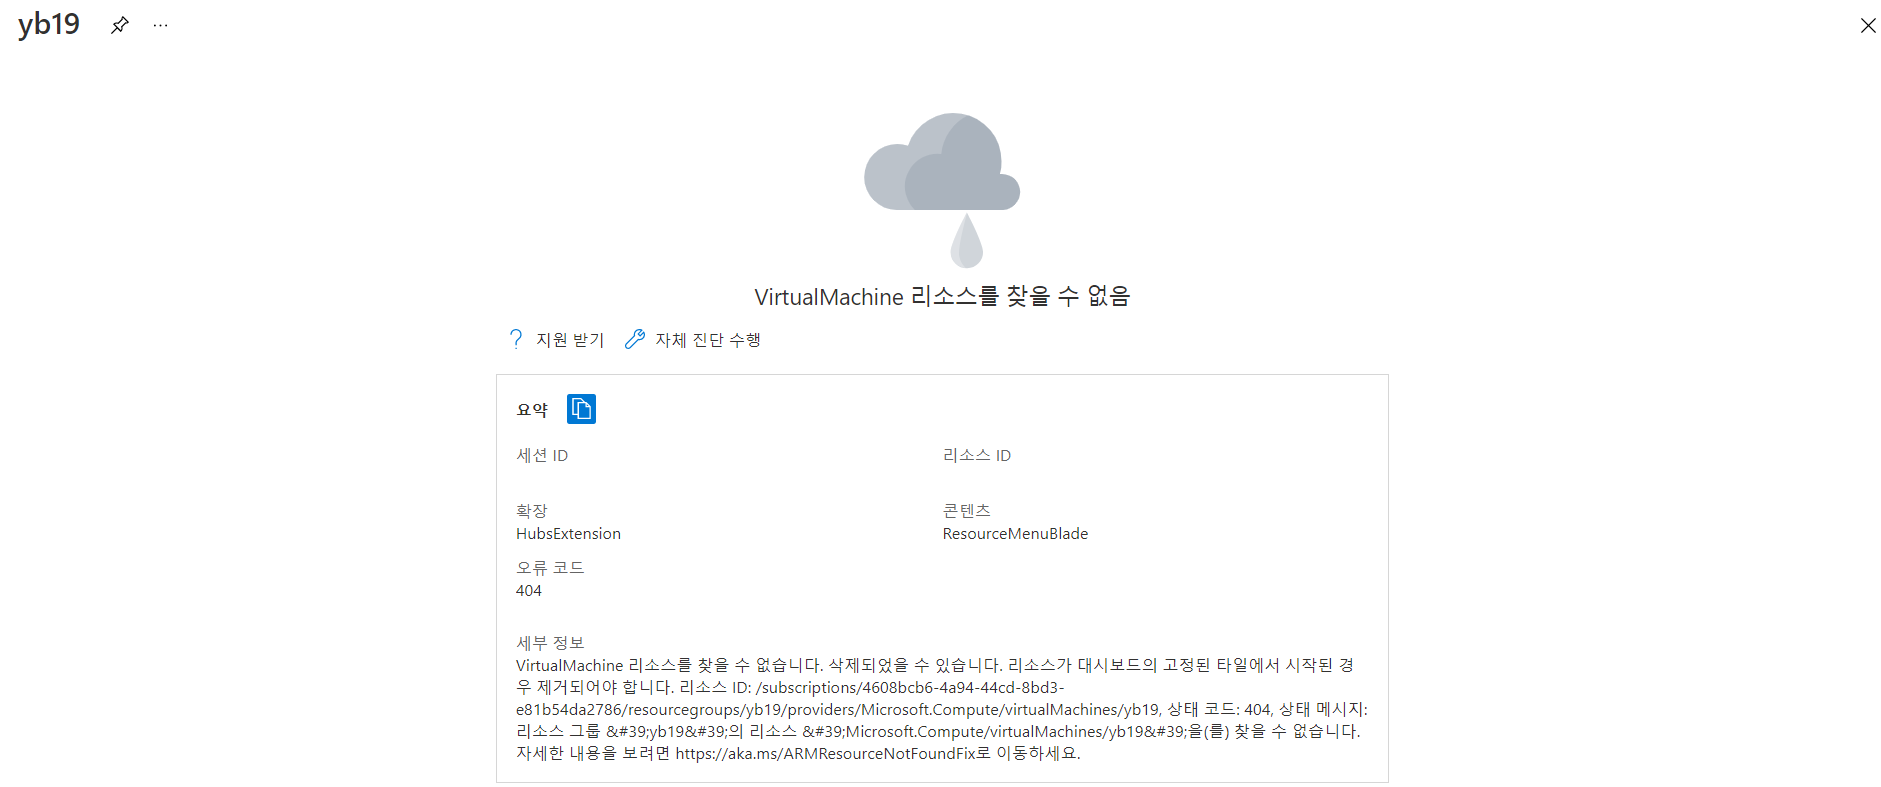 yb19
VirtualMachine 리소스를 찾을 수 없음
지원 받기 자체 진단 수행
요약
세션 ID 리소스 ID
확장 콘텐츠
HubsExtension ResourceMenuBlade
오류 코드
404
세부 정보
VirtualMachine 리소스를 찾을 수 없습니다. 삭제되었을 수 있습니다. 리소스가 대시보드의 고정된 타일에서 시작된 경
우 제거되어야 합니다. 리소스 ID: /subscriptions/4608bcb6-4a94-44cd-8bd3-
e81b54da2786/resourcegroups/yb19/providers/Microsoft.Compute/virtualMachines/yb19, 상태 코드: 404, 상태 메시지:
리소스 그룹 &#39;yb19&#39;의 리소스 &#39;Microsoft.Compute/virtualMachines/yb19&#39;을(를) 찾을 수 없습니다.
자세한 내용을 보려면 https://aka.ms/ARMResourceNotFoundFix로 이동하세요.